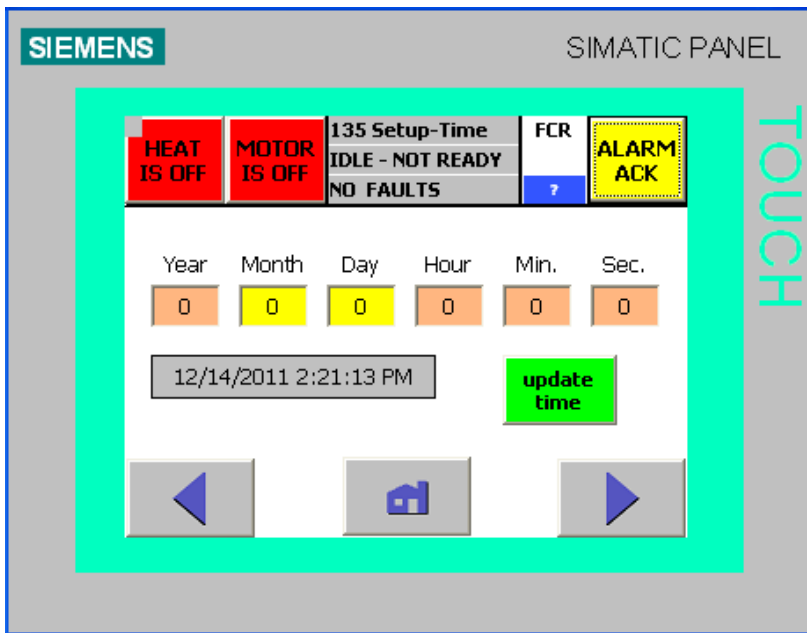 SIEMENS
SIMATIC PANEL
TOUCH
HEAT
IS OFF
MOTOR
IS OFF
135 Setup-Time
IDLE - NOT READY
NO FAULTS
FCR
?
ALARM
ACK
Year Month Day Hour Min. Sec.
0 0 0 0 0 0
12/14/2011 2:21:13 PM
update
time